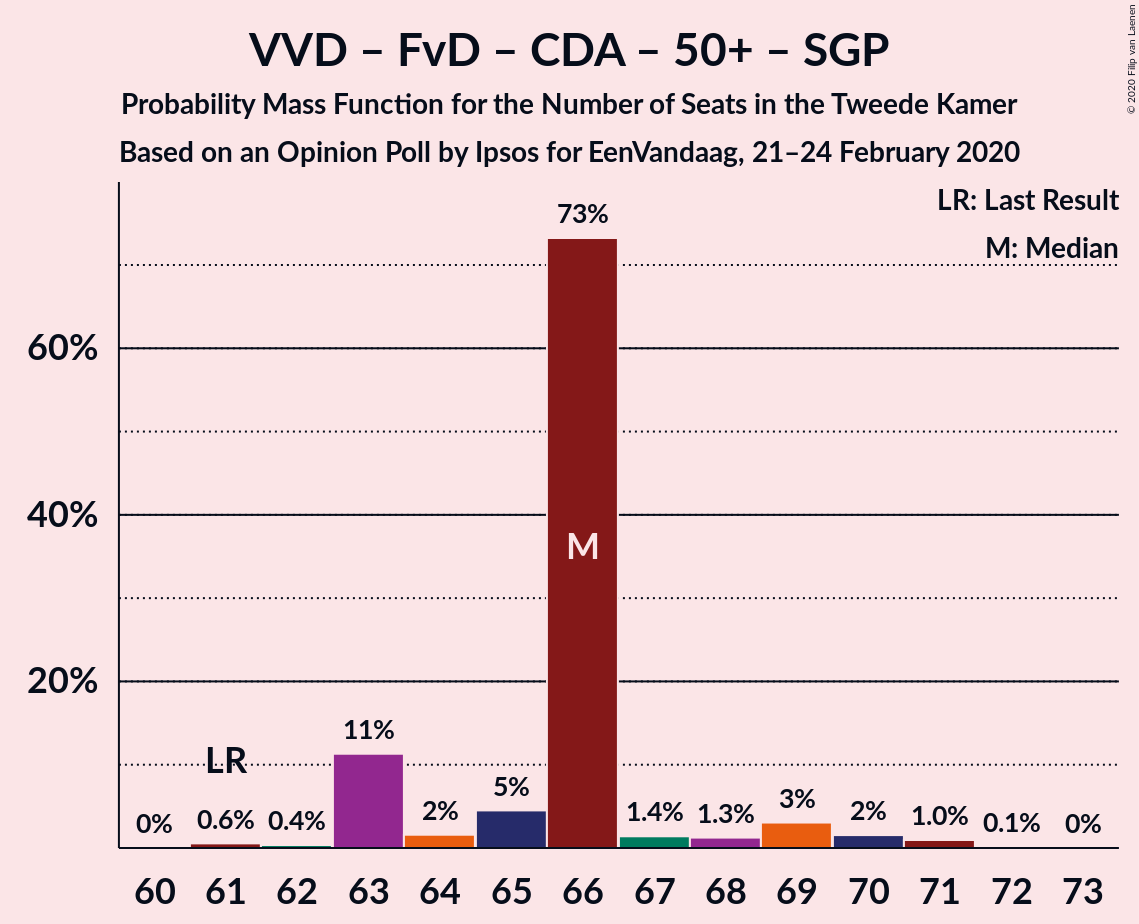 VVD – FvD – CDA – 50+ – SGP
Probability Mass Function for the Number of Seats in the Tweede Kamer
Based on an Opinion Poll by Ipsos for EenVandaag, 21–24 February 2020
© 2020 Filip van Laenen
LR: Last Result
M: Median
60%
40%
20%
0%
LR
0.6%
0.4%
11%
2%
5%
73%
M
1.4%
1.3%
3%
2%
1.0%
0.1%
0%
60 61 62 63 64 65 66 67 68 69 70 71 72 73